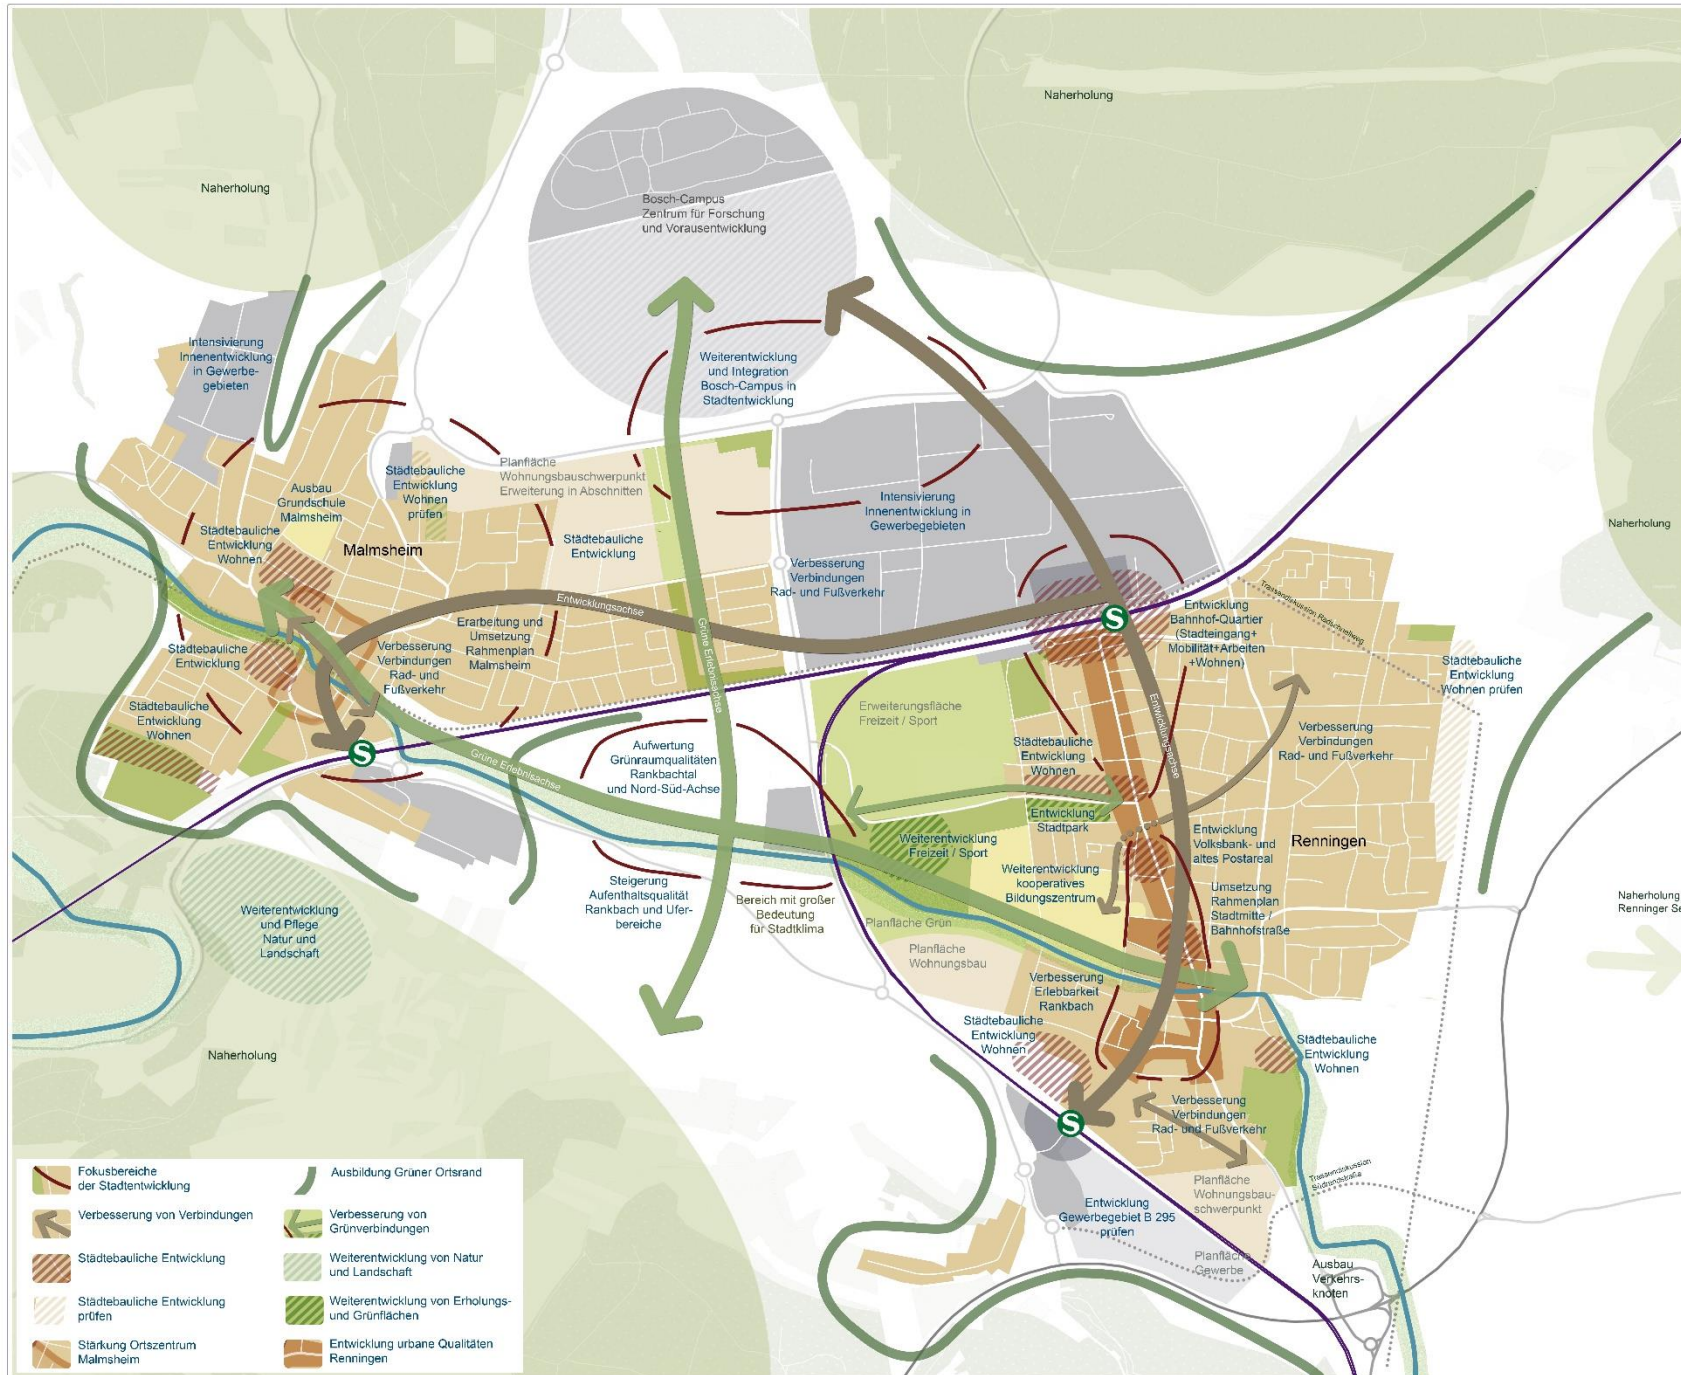 Naherholung
Naherholung
Bosch-Campus
Zentrum für Forschung
und Vorausentwicklung
Intensivierung
Innenentwicklung
in Gewerbe-
gebieten
Weiterentwicklung
und Integration
Bosch-Campus in
Stadtentwicklung
Planfläche
Wohnungsbauschwerpunkt
Erweiterung in Abschnitten
Städtebauliche
Entwicklung
Wohnen
prüfen
Ausbau
Grundschule
Malmsheim
Intensivierung
Innenentwicklung in
Gewerbegebieten
Naherholung
Städtebauliche
Entwicklung
Wohnen
Malmsheim
Städtebauliche
Entwicklung
Verbesserung
Verbindungen
Rad- und Fußverkehr
Entwicklungsachse
Trassendiskussion Radschnellweg
Erarbeitung und
Umsetzung
Rahmenplan
Malmsheim
Grüne Erlebnisachse
S
Entwicklung
Bahnhof-Quartier
(Stadteingang+
Mobilität+Arbeiten
+Wohnen)
Städtebauliche
Entwicklung
Verbesserung
Verbindungen
Rad- und
Fußverkehr
Städtebauliche
Entwicklung
Wohnen prüfen
Städtebauliche
Entwicklung
Wohnen
Erweiterungsfläche
Freizeit / Sport
Entwicklungsachse
Verbesserung
Verbindungen
Rad- und Fußverkehr
S
Grüne Erlebnisachse
Aufwertung
Grünraumqualitäten
Rankbachtal
und Nord-Süd-Achse
Städtebauliche
Entwicklung
Wohnen
Entwicklung
Stadtpark
Weiterentwicklung
Freizeit / Sport
Entwicklung
Volksbank- und
altes Postareal
Renningen
Weiterentwicklung
kooperatives
Bildungszentrum
Steigerung
Aufenthaltsqualität
Rankbach und Ufer-
bereiche
Bereich mit großer
Bedeutung
für Stadtklima
Umsetzung
Rahmenplan
Stadtmitte /
Bahnhofstraße
Naherholung
Renninger Se
Weiterentwicklung
und Pflege
Natur und
Landschaft
Planfläche Grün
Planfläche
Wohnungsbau
Verbesserung
Erlebbarkeit
Rankbach
Naherholung
Städtebauliche
Entwicklung
Wohnen
Städtebauliche
Entwicklung
Wohnen
S
Verbesserung
Verbindungen
Rad- und Fußverkehr
Trassendiskussion
Südrandstraße
Planfläche
Wohnungsbau-
schwerpunkt
Entwicklung
Gewerbegebiet B 295
prüfen
Planfläche
Gewerbe
Ausbau
Verkehrs-
knoten
Fokusbereiche
der Stadtentwicklung
Verbesserung von Verbindungen
Städtebauliche Entwicklung
Städtebauliche Entwicklung
prüfen
Stärkung Ortszentrum
Malmsheim
Ausbildung Grüner Ortsrand
Verbesserung von
Grünverbindungen
Weiterentwicklung von Natur
und Landschaft
Weiterentwicklung von Erholungs-
und Grünflächen
Entwicklung urbane Qualitäten
Renningen